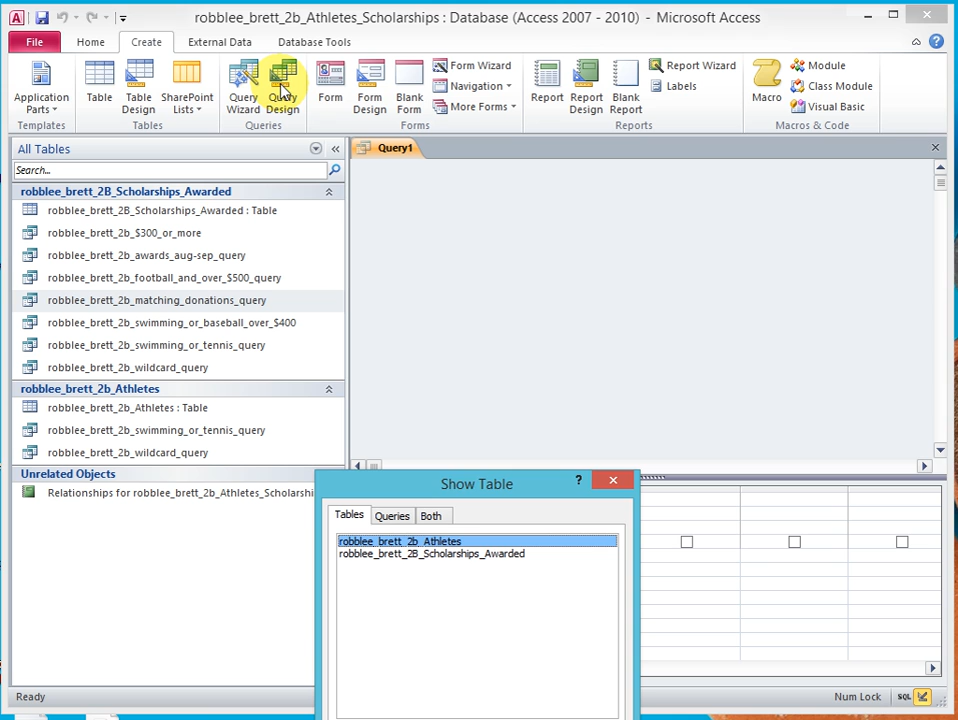 robblee_brett_2b_Athletes_Scholarships : Database (Access 2007 - 2010) - Microsoft Access
File Home Create External Data Database Tools
Application Parts Table Table Design SharePoint Lists Query Wizard Query Design Form Form Design Blank Form Form Wizard Navigation More Forms Report Report Design Blank Report Report Wizard Labels Macro Module Class Module Visual Basic
Templates Tables Queries Forms Reports Macros & Code
All Tables
Query1
Search...
robblee_brett_2B_Scholarships_Awarded
robblee_brett_2B_Scholarships_Awarded : Table
robblee_brett_2b_$300_or_more
robblee_brett_2b_awards_aug-sep_query
robblee_brett_2b_football_and_over_$500_query
robblee_brett_2b_matching_donations_query
robblee_brett_2b_swimming_or_baseball_over_$400
robblee_brett_2b_swimming_or_tennis_query
robblee_brett_2b_wildcard_query
robblee_brett_2b_Athletes
robblee_brett_2b_Athletes : Table
robblee_brett_2b_swimming_or_tennis_query
robblee_brett_2b_wildcard_query
Unrelated Objects
Relationships for robblee_brett_2b_Athletes_Scholarshi
Show Table
Tables Queries Both
robblee_brett_2b_Athletes
robblee_brett_2B_Scholarships_Awarded
Ready Num Lock SQL